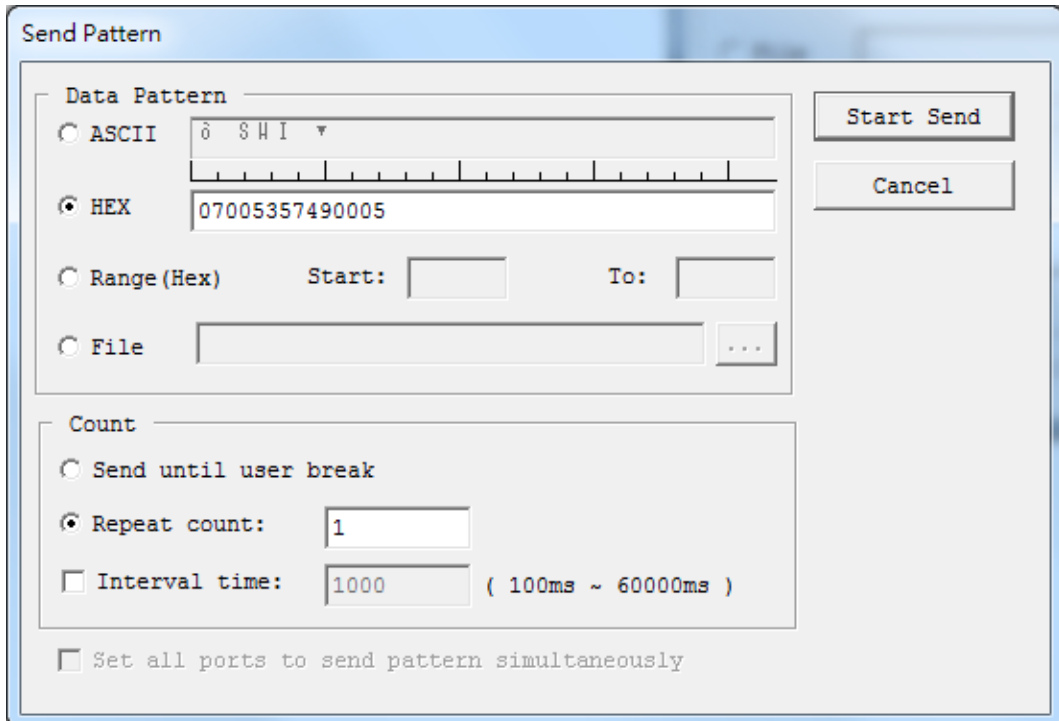 Send Pattern
Data Pattern
ASCII δ SWI ▼
Start Send
HEX 07005357490005
Cancel
Range(Hex) Start: To:
File ...
Count
Send until user break
Repeat count: 1
Interval time: 1000 ( 100ms ~ 60000ms )
Set all ports to send pattern simultaneously